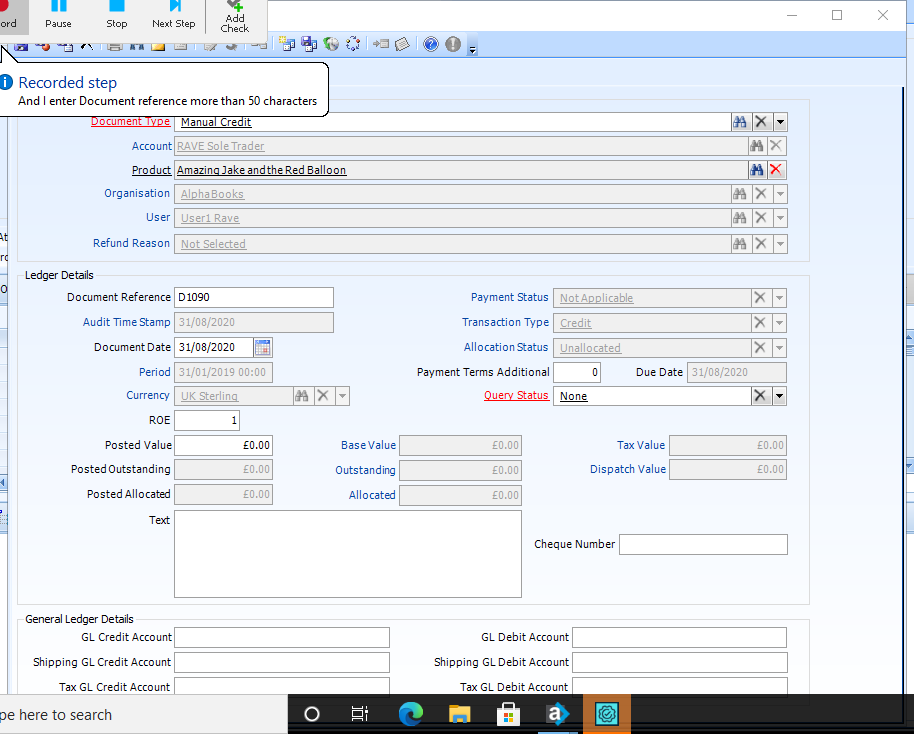 ord Pause Stop Next Step Add Check
Recorded step
And I enter Document reference more than 50 characters
Document Type Manual Credit
Account RAVE Sole Trader
Product Amazing Jake and the Red Balloon
Organisation AlphaBooks
User User1 Rave
Refund Reason Not Selected
Ledger Details
Document Reference D1090 Payment Status Not Applicable
Audit Time Stamp 31/08/2020 Transaction Type Credit
Document Date 31/08/2020 Allocation Status Unallocated
Period 31/01/2019 00:00 Payment Terms Additional 0 Due Date 31/08/2020
Currency UK Sterling Query Status None
ROE 1
Posted Value £0.00 Base Value £0.00 Tax Value £0.00
Posted Outstanding £0.00 Outstanding £0.00 Dispatch Value £0.00
Posted Allocated £0.00 Allocated £0.00
Text
Cheque Number
General Ledger Details
GL Credit Account GL Debit Account
Shipping GL Credit Account Shipping GL Debit Account
Tax GL Credit Account Tax GL Debit Account
pe here to search a